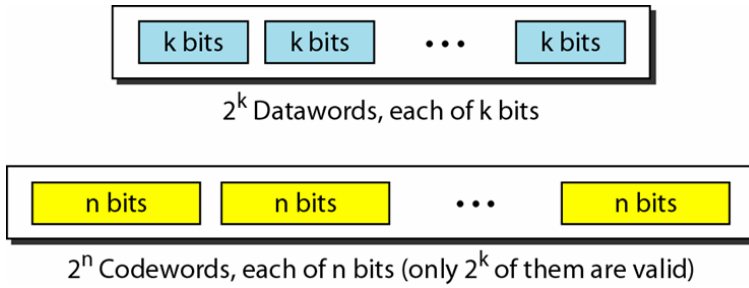 k bits k bits • • • k bits
2^k Datawords, each of k bits
n bits n bits • • • n bits
2^n Codewords, each of n bits (only 2^k of them are valid)